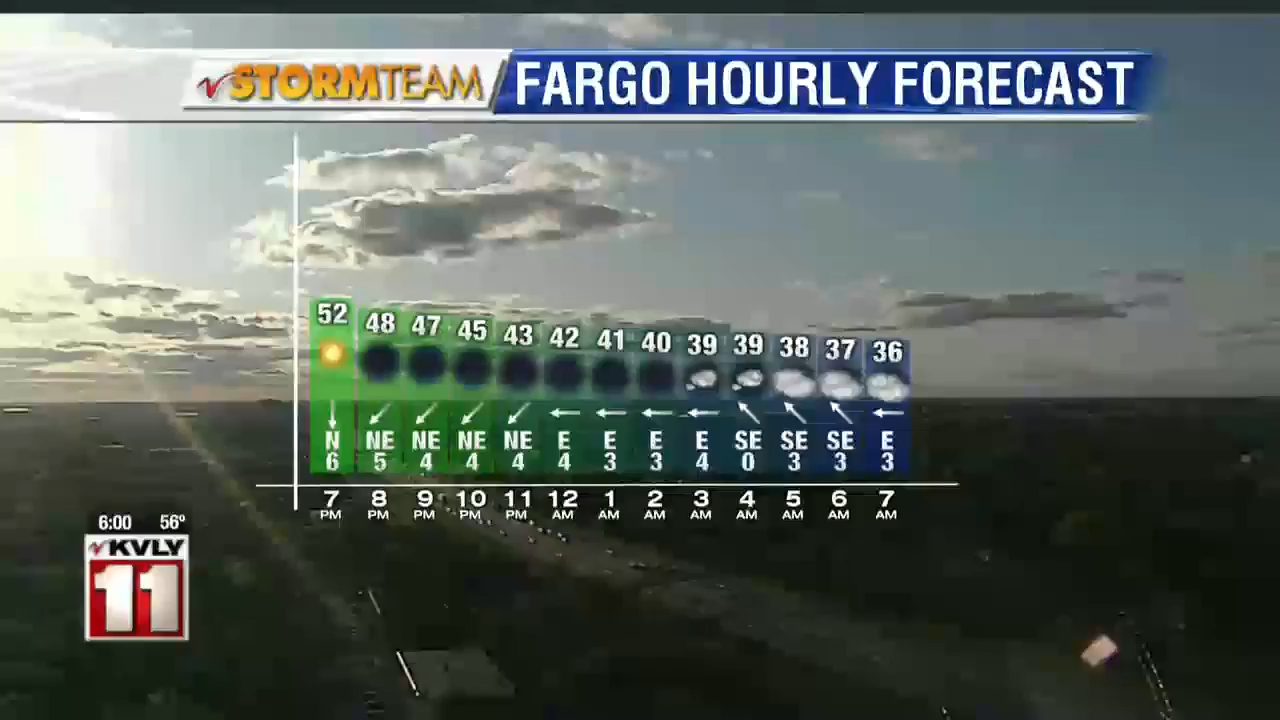 STORMTEAM FARGO HOURLY FORECAST
52 48 47 45 43 42 41 40 39 39 38 37 36
N NE NE NE NE E E E E SE SE SE E
6 5 4 4 4 4 3 3 4 0 3 3 3
7 8 9 10 11 12 1 2 3 4 5 6 7
PM PM PM PM PM AM AM AM AM AM AM AM AM
6:00 56º
KVLY
11